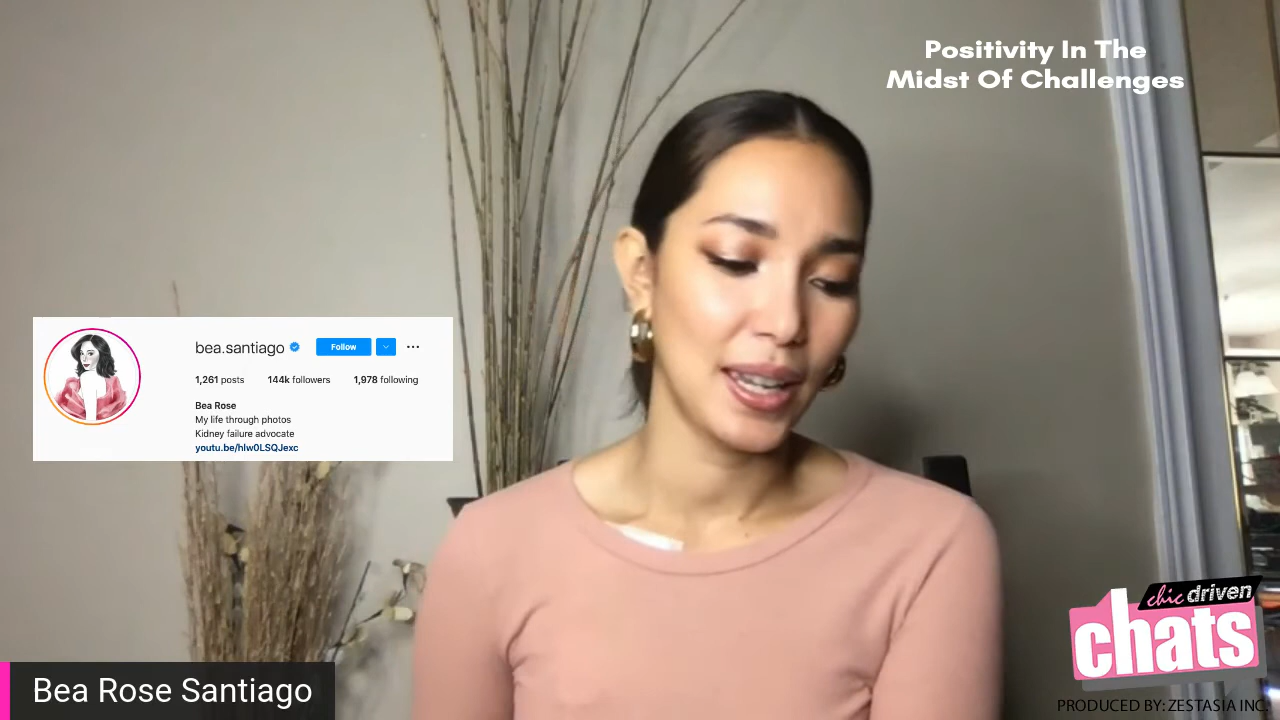 Positivity In The
Midst Of Challenges
bea.santiago Follow
1,261 posts 144k followers 1,978 following
Bea Rose
My life through photos
Kidney failure advocate
youtu.be/hlw0LSQJexc
chic driven
chats
Bea Rose Santiago
PRODUCED BY: ZESTASIA INC.